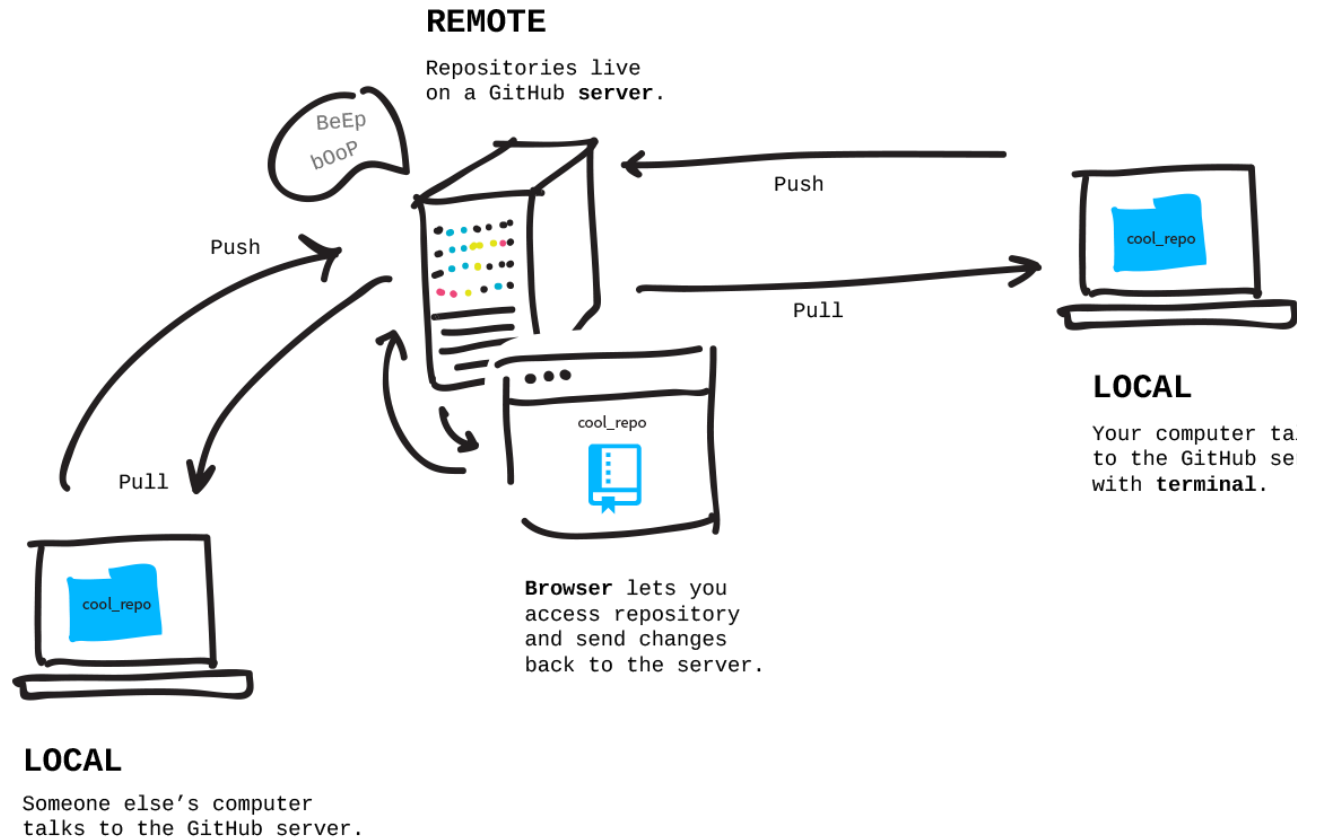 REMOTE
Repositories live
on a GitHub server.
BeEp
bOoP
Push
Pull
cool_repo
Push
Pull
cool_repo
LOCAL
Your computer
to the GitHub
with terminal.
cool_repo
Browser lets you
access repository
and send changes
back to the server.
cool_repo
LOCAL
Someone else’s computer
talks to the GitHub server.